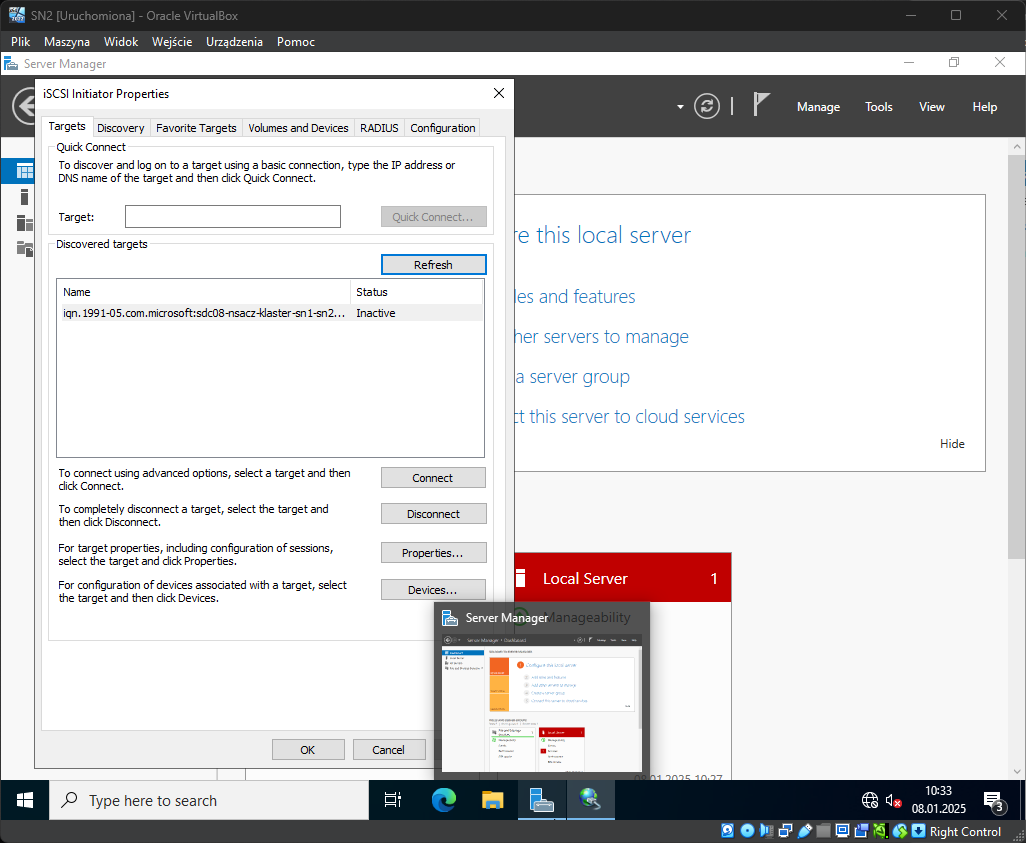 SN2 [Uruchomiona] - Oracle VirtualBox
Plik Maszyna Widok Wejście Urządzenia Pomoc
Server Manager
iSCSI Initiator Properties
Manage Tools View Help
Targets Discovery Favorite Targets Volumes and Devices RADIUS Configuration
Quick Connect
To discover and log on to a target using a basic connection, type the IP address or
DNS name of the target and then click Quick Connect.
Target: Quick Connect...
Discovered targets
Refresh
Name Status
iqn.1991-05.com.microsoft:sdc08-nsacz-klaster-sn1-sn2... Inactive
re this local server
les and features
her servers to manage
a server group
ct this server to cloud services
Hide
To connect using advanced options, select a target and then
click Connect.
Connect
To completely disconnect a target, select the target and
then click Disconnect.
Disconnect
For target properties, including configuration of sessions,
select the target and click Properties.
Properties...
For configuration of devices associated with a target, select
the target and then click Devices.
Devices...
Local Server 1
Manageability
Server Manager
OK Cancel
08.01.2025 10:27
Type here to search
10:33
08.01.2025
3
Right Control